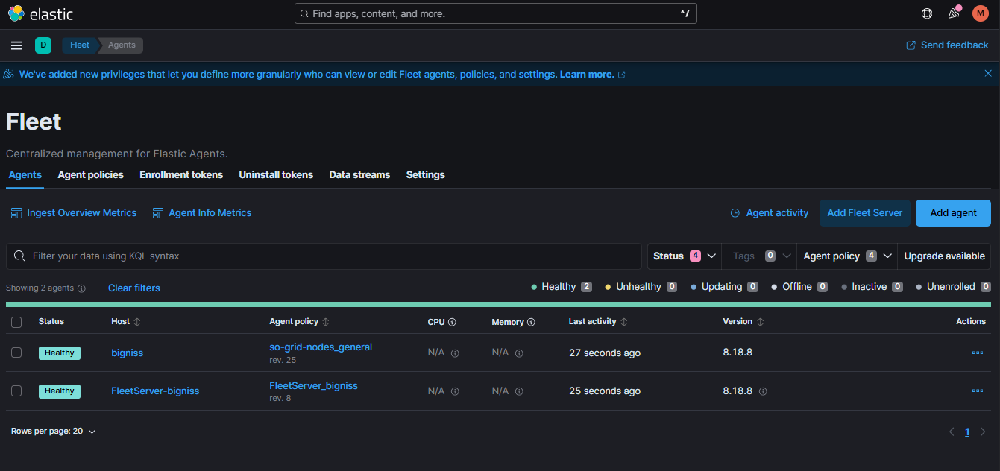 elastic
Find apps, content, and more. ^/
M
D Fleet Agents Send feedback
We've added new privileges that let you define more granularly who can view or edit Fleet agents, policies, and settings. Learn more.
Fleet
Centralized management for Elastic Agents.
Agents Agent policies Enrollment tokens Uninstall tokens Data streams Settings
Ingest Overview Metrics Agent Info Metrics Agent activity Add Fleet Server Add agent
Filter your data using KQL syntax Status 4 Tags 0 Agent policy 4 Upgrade available
Showing 2 agents Clear filters Healthy 2 Unhealthy 0 Updating 0 Offline 0 Inactive 0 Unenrolled 0
Status Host Agent policy CPU Memory Last activity Version Actions
Healthy bigniss so-grid-nodes_general N/A N/A 27 seconds ago 8.18.8
rev. 25
Healthy FleetServer-bigniss FleetServer_bigniss N/A N/A 25 seconds ago 8.18.8
rev. 8
Rows per page: 20 1